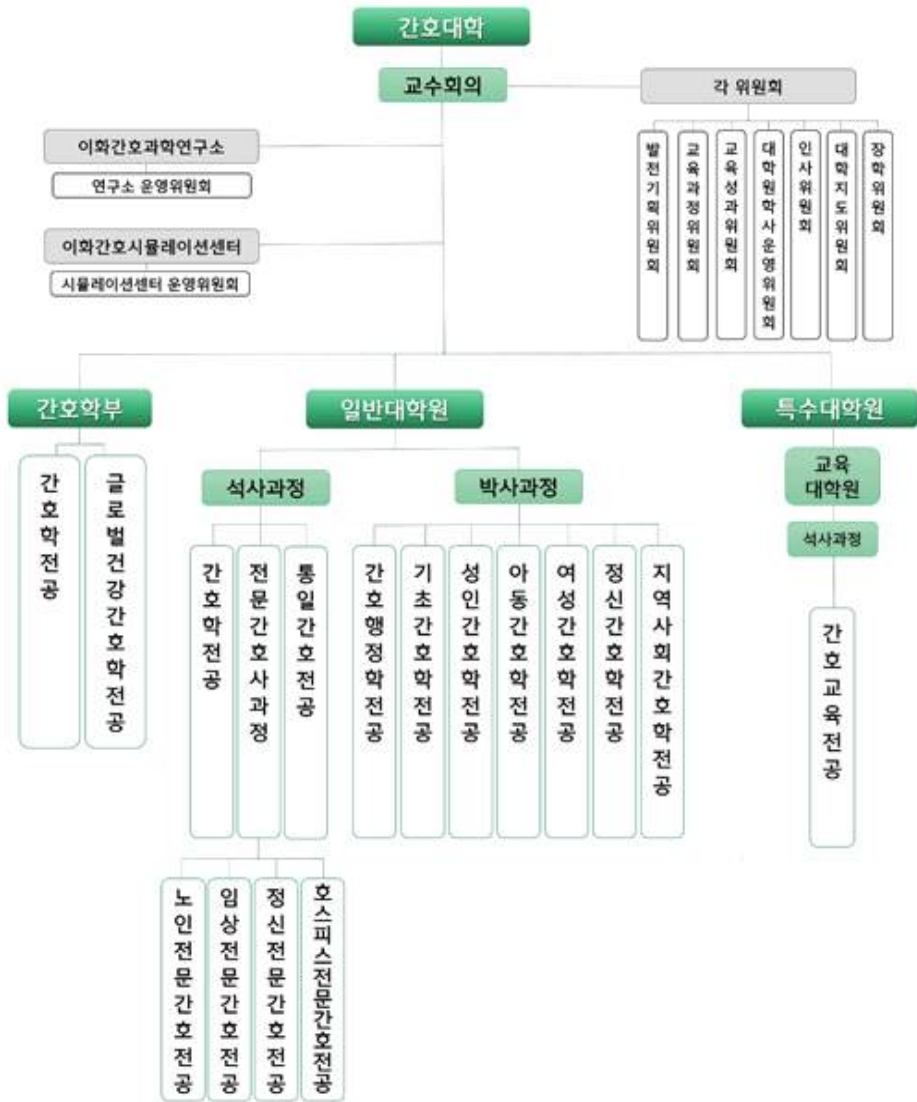 간호대학
교수회의
각 위원회
발전기획위원회
교육과정위원회
교육성과위원회
대학원학사운영위원회
인사위원회
대학지도위원회
장학위원회
이화간호과학연구소
연구소 운영위원회
이화간호시뮬레이션센터
시뮬레이션센터 운영위원회
간호학부
간호학전공
글로벌건강간호학전공
일반대학원
석사과정
간호학전공
전문간호사과정
통일간호전공
노인전문간호전공
임상전문간호전공
정신전문간호전공
호스피스전문간호전공
박사과정
간호행정학전공
기초간호학전공
성인간호학전공
아동간호학전공
여성간호학전공
정신간호학전공
지역사회간호학전공
특수대학원
교육
대학원
석사과정
간호교육전공